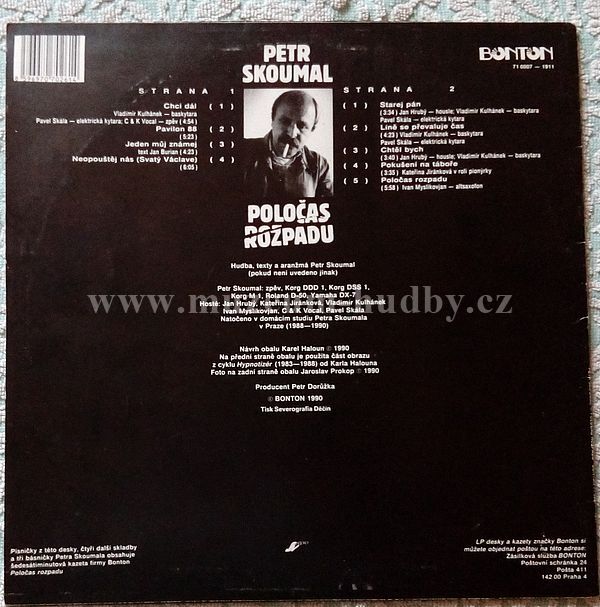 PETR
SKOUMAL
BONTON
71 0007 – 1911
STRANA 1
Chci dál (1)
Vladimír Kulhánek – baskytara
Pavel Skála – elektrická kytara; C & K Vocal – zpěv (4:54)
Pavilon 88 (2)
(5:23)
Jeden můj známej (3)
text Jan Burian (4:23)
Neopouštěj nás (Svatý Václave) (4)
(6:05)
STRANA 2
(1) Starej pán
(3:34) Jan Hrubý – housle; Vladimír Kulhánek – baskytara
Pavel Skála – elektrická kytara
(2) Líně se převaluje čas
(4:23) Vladimír Kulhánek – baskytara
Pavel Skála – elektrická kytara
(3) Chtěl bych
(3:40) Jan Hrubý – housle; Vladimír Kulhánek – baskytara
(4) Pokušení na táboře
(3:35) Kateřina Jiránková v roli pionýrky
(5) Poločas rozpadu
(5:58) Ivan Myslikovjan – altsaxofon
POLOČAS
ROZPADU
Hudba, texty a aranžmá Petr Skoumal
(pokud není uvedeno jinak)
Petr Skoumal: zpěv, Korg DDD 1, Korg DSS 1,
Korg M 1, Roland D-50, Yamaha DX-7
Hosté: Jan Hrubý, Kateřina Jiránková, Vladimír Kulhánek
Ivan Myslikovjan, C & K Vocal, Pavel Skála
Natočeno v domácím studiu Petra Skoumala
v Praze (1988–1990)
Návrh obalu Karel Haloun © 1990
Na přední straně obalu je použita část obrazu
z cyklu Hypnotizér (1983–1988) od Karla Halouna
Foto na zadní straně obalu Jaroslav Prokop © 1990
Producent Petr Dorůžka
℗ BONTON 1990
Tisk Severografia Děčín
Písničky z této desky, čtyři další skladby
a tři básničky Petra Skoumala obsahuje
šedesátiminutová kazeta firmy Bonton
Poločas rozpadu
LP desky a kazety značky Bonton si
můžete objednat poštou na této adrese:
Zásilková služba BONTON
Poštovní schránka 24
Pošta 411
142 00 Praha 4